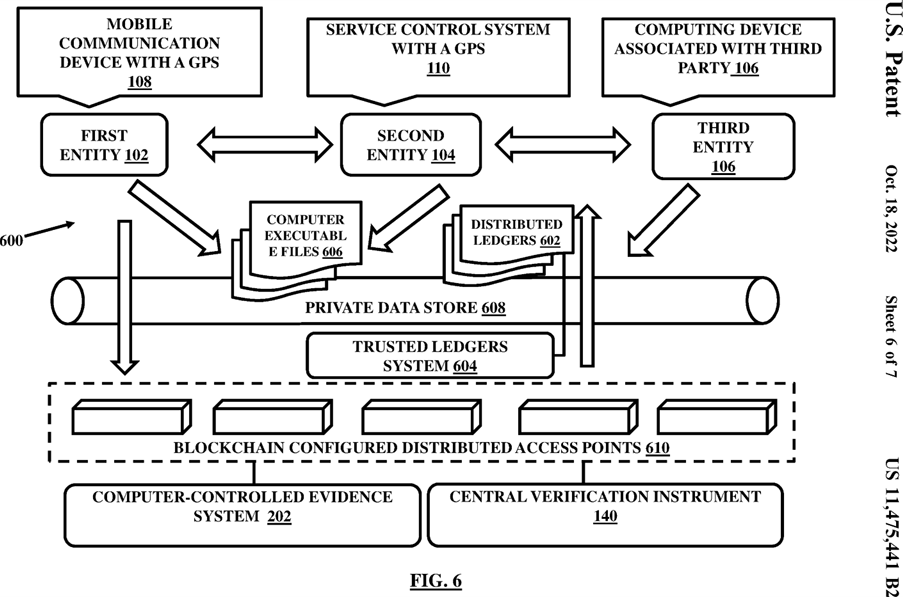 MOBILE
COMMMUNICATION
DEVICE WITH A GPS
108
SERVICE CONTROL SYSTEM
WITH A GPS
110
COMPUTING DEVICE
ASSOCIATED WITH THIRD
PARTY 106
FIRST
ENTITY 102
SECOND
ENTITY 104
THIRD
ENTITY
106
600
COMPUTER
EXECUTABL
E FILES 606
DISTRIBUTED
LEDGERS 602
PRIVATE DATA STORE 608
TRUSTED LEDGERS
SYSTEM 604
BLOCKCHAIN CONFIGURED DISTRIBUTED ACCESS POINTS 610
COMPUTER-CONTROLLED EVIDENCE
SYSTEM 202
CENTRAL VERIFICATION INSTRUMENT
140
FIG. 6
U.S. Patent
Oct. 18, 2022
Sheet 6 of 7
US 11,475,441 B2